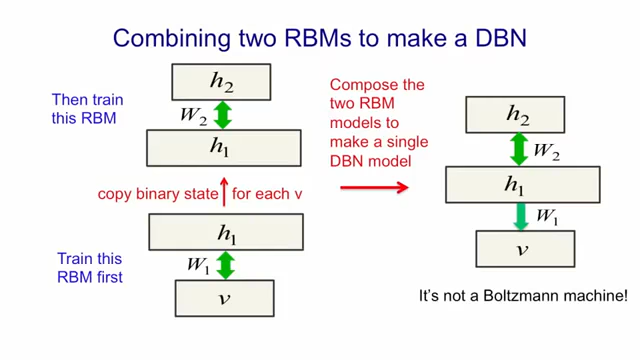 Combining two RBMs to make a DBN
Then train
this RBM
h2
W2
h1
copy binary state for each v
Train this
RBM first
h1
W1
v
Compose the
two RBM
models to
make a single
DBN model
h2
W2
h1
W1
v
It's not a Boltzmann machine!